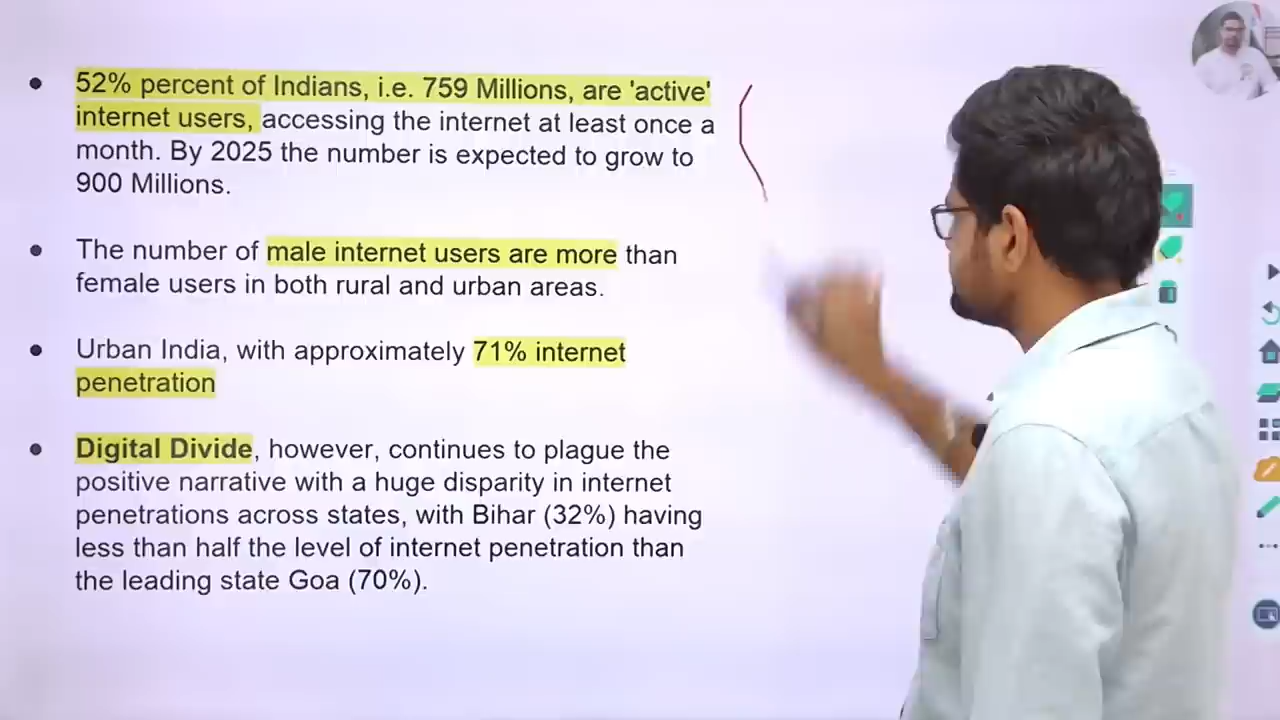 52% percent of Indians, i.e. 759 Millions, are 'active'
internet users, accessing the internet at least once a
month. By 2025 the number is expected to grow to
900 Millions.
The number of male internet users are more than
female users in both rural and urban areas.
Urban India, with approximately 71% internet
penetration
Digital Divide, however, continues to plague the
positive narrative with a huge disparity in internet
penetrations across states, with Bihar (32%) having
less than half the level of internet penetration than
the leading state Goa (70%).